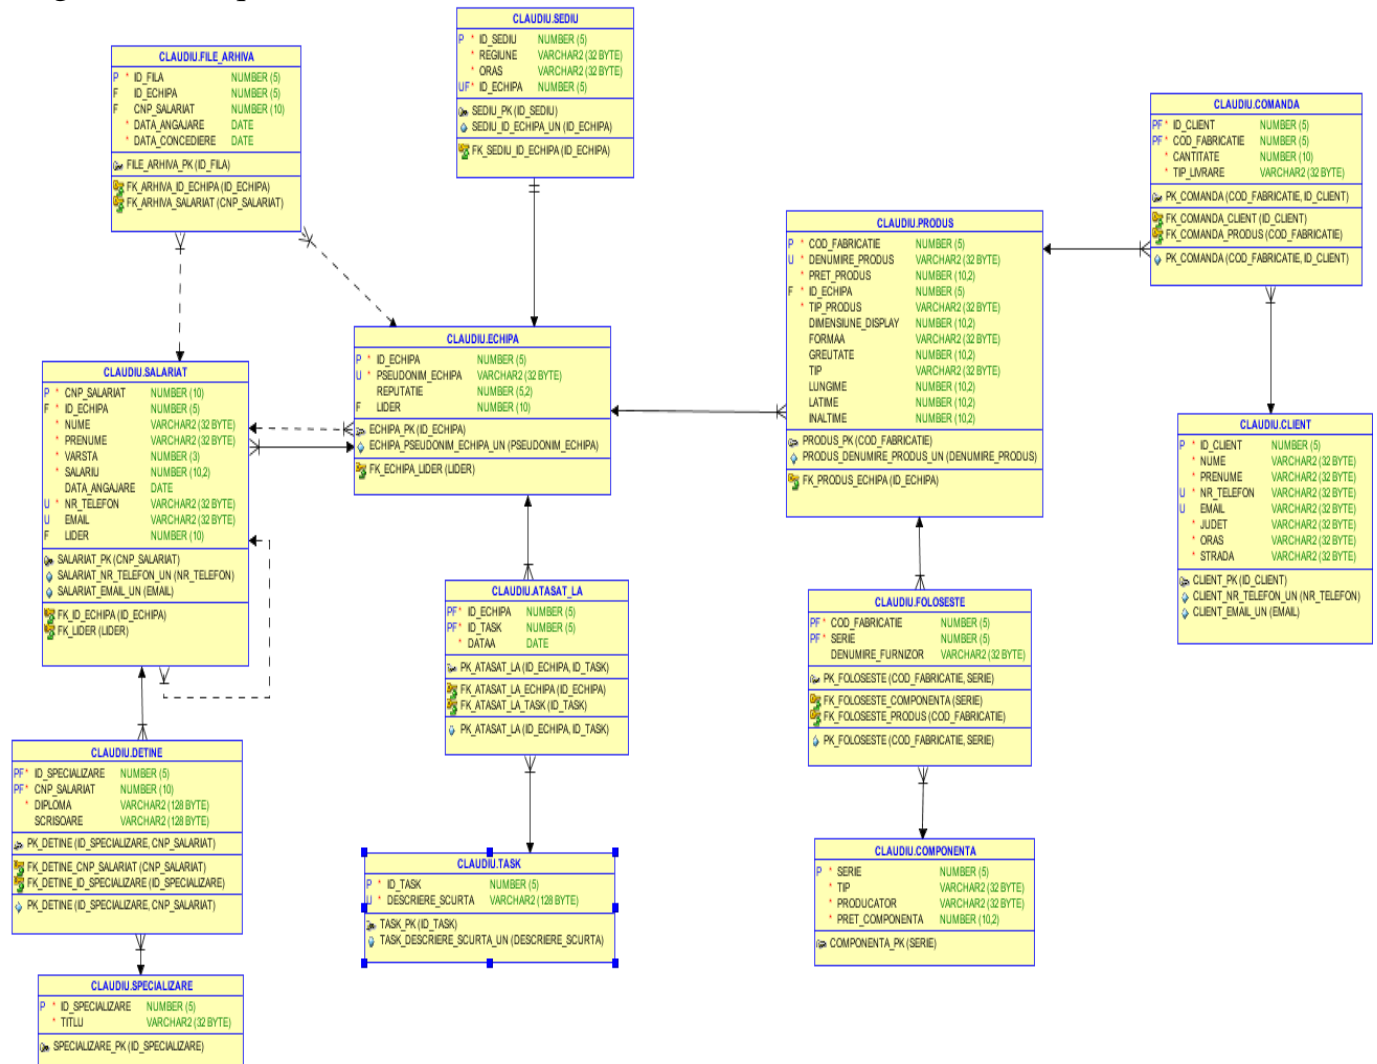 CLAUDIU.SEDIU
P * ID_SEDIU NUMBER (5)
* REGIUNE VARCHAR2 (32 BYTE)
* ORAS VARCHAR2 (32 BYTE)
UF * ID_ECHIPA NUMBER (5)
SEDIU_PK (ID_SEDIU)
SEDIU_ID_ECHIPA_UN (ID_ECHIPA)
FK_SEDIU_ID_ECHIPA (ID_ECHIPA)
CLAUDIU.FILE_ARHIVA
P * ID_FILA NUMBER (5)
F ID_ECHIPA NUMBER (5)
F CNP_SALARIAT NUMBER (10)
* DATA_ANGAJARE DATE
* DATA_CONCEDIERE DATE
FILE_ARHIVA_PK (ID_FILA)
FK_ARHIVA_ID_ECHIPA (ID_ECHIPA)
FK_ARHIVA_SALARIAT (CNP_SALARIAT)
CLAUDIU.COMANDA
PF * ID_CLIENT NUMBER (5)
PF * COD_FABRICATIE NUMBER (5)
* CANTITATE NUMBER (10)
* TIP_LIVRARE VARCHAR2 (32 BYTE)
PK_COMANDA (COD_FABRICATIE, ID_CLIENT)
FK_COMANDA_CLIENT (ID_CLIENT)
FK_COMANDA_PRODUS (COD_FABRICATIE)
PK_COMANDA (COD_FABRICATIE, ID_CLIENT)
CLAUDIU.PRODUS
P * COD_FABRICATIE NUMBER (5)
U * DENUMIRE_PRODUS VARCHAR2 (32 BYTE)
* PRET_PRODUS NUMBER (10,2)
F * ID_ECHIPA NUMBER (5)
* TIP_PRODUS VARCHAR2 (32 BYTE)
DIMENSIUNE_DISPLAY NUMBER (10,2)
FORMAA VARCHAR2 (32 BYTE)
GREUTATE NUMBER (10,2)
TIP VARCHAR2 (32 BYTE)
LUNGIME NUMBER (10,2)
LATIME NUMBER (10,2)
INALTIME NUMBER (10,2)
PRODUS_PK (COD_FABRICATIE)
PRODUS_DENUMIRE_PRODUS_UN (DENUMIRE_PRODUS)
FK_PRODUS_ECHIPA (ID_ECHIPA)
CLAUDIU.ECHIPA
P * ID_ECHIPA NUMBER (5)
U * PSEUDONIM_ECHIPA VARCHAR2 (32 BYTE)
REPUTATIE NUMBER (5,2)
F LIDER NUMBER (10)
ECHIPA_PK (ID_ECHIPA)
ECHIPA_PSEUDONIM_ECHIPA_UN (PSEUDONIM_ECHIPA)
FK_ECHIPA_LIDER (LIDER)
CLAUDIU.SALARIAT
P * CNP_SALARIAT NUMBER (10)
F * ID_ECHIPA NUMBER (5)
* NUME VARCHAR2 (32 BYTE)
* PRENUME VARCHAR2 (32 BYTE)
* VARSTA NUMBER (3)
* SALARIU NUMBER (10,2)
DATA_ANGAJARE DATE
U * NR_TELEFON VARCHAR2 (32 BYTE)
U EMAIL VARCHAR2 (32 BYTE)
F LIDER NUMBER (10)
SALARIAT_PK (CNP_SALARIAT)
SALARIAT_NR_TELEFON_UN (NR_TELEFON)
SALARIAT_EMAIL_UN (EMAIL)
FK_ID_ECHIPA (ID_ECHIPA)
FK_LIDER (LIDER)
CLAUDIU.CLIENT
P * ID_CLIENT NUMBER (5)
* NUME VARCHAR2 (32 BYTE)
* PRENUME VARCHAR2 (32 BYTE)
U * NR_TELEFON VARCHAR2 (32 BYTE)
U EMAIL VARCHAR2 (32 BYTE)
* JUDET VARCHAR2 (32 BYTE)
* ORAS VARCHAR2 (32 BYTE)
* STRADA VARCHAR2 (32 BYTE)
CLIENT_PK (ID_CLIENT)
CLIENT_NR_TELEFON_UN (NR_TELEFON)
CLIENT_EMAIL_UN (EMAIL)
CLAUDIU.ATASAT_LA
PF * ID_ECHIPA NUMBER (5)
PF * ID_TASK NUMBER (5)
* DATAA DATE
PK_ATASAT_LA (ID_ECHIPA, ID_TASK)
FK_ATASAT_LA_ECHIPA (ID_ECHIPA)
FK_ATASAT_LA_TASK (ID_TASK)
PK_ATASAT_LA (ID_ECHIPA, ID_TASK)
CLAUDIU.FOLOSESTE
PF * COD_FABRICATIE NUMBER (5)
PF * SERIE NUMBER (5)
DENUMIRE_FURNIZOR VARCHAR2 (32 BYTE)
PK_FOLOSESTE (COD_FABRICATIE, SERIE)
FK_FOLOSESTE_COMPONENTA (SERIE)
FK_FOLOSESTE_PRODUS (COD_FABRICATIE)
PK_FOLOSESTE (COD_FABRICATIE, SERIE)
CLAUDIU.DETINE
PF * ID_SPECIALIZARE NUMBER (5)
PF * CNP_SALARIAT NUMBER (10)
* DIPLOMA VARCHAR2 (128 BYTE)
SCRISOARE VARCHAR2 (128 BYTE)
PK_DETINE (ID_SPECIALIZARE, CNP_SALARIAT)
FK_DETINE_CNP_SALARIAT (CNP_SALARIAT)
FK_DETINE_ID_SPECIALIZARE (ID_SPECIALIZARE)
PK_DETINE (ID_SPECIALIZARE, CNP_SALARIAT)
CLAUDIU.TASK
P * ID_TASK NUMBER (5)
U * DESCRIERE_SCURTA VARCHAR2 (128 BYTE)
TASK_PK (ID_TASK)
TASK_DESCRIERE_SCURTA_UN (DESCRIERE_SCURTA)
CLAUDIU.COMPONENTA
P * SERIE NUMBER (5)
* TIP VARCHAR2 (32 BYTE)
* PRODUCATOR VARCHAR2 (32 BYTE)
* PRET_COMPONENTA NUMBER (10,2)
COMPONENTA_PK (SERIE)
CLAUDIU.SPECIALIZARE
P * ID_SPECIALIZARE NUMBER (5)
* TITLU VARCHAR2 (32 BYTE)
SPECIALIZARE_PK (ID_SPECIALIZARE)